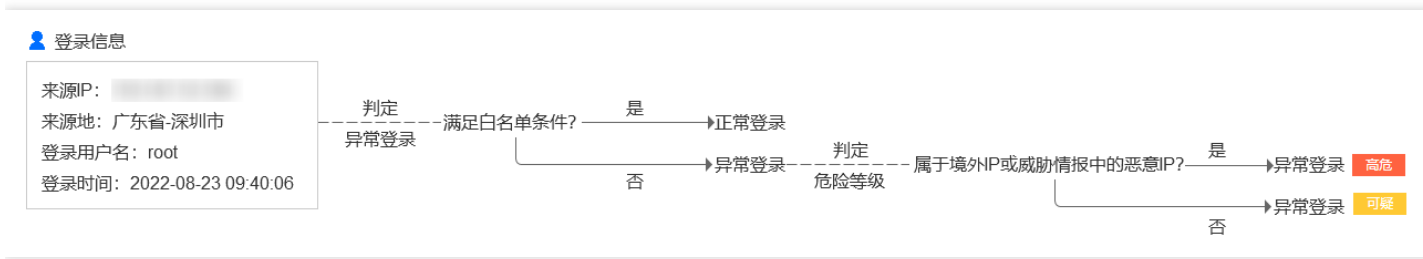 登录信息
来源IP：
来源地：广东省-深圳市
登录用户名：root
登录时间：2022-08-23 09:40:06
判定
异常登录
满足白名单条件？
是
正常登录
否
异常登录
判定
危险等级
属于境外IP或威胁情报中的恶意IP？
是
异常登录 高危
否
异常登录 可疑